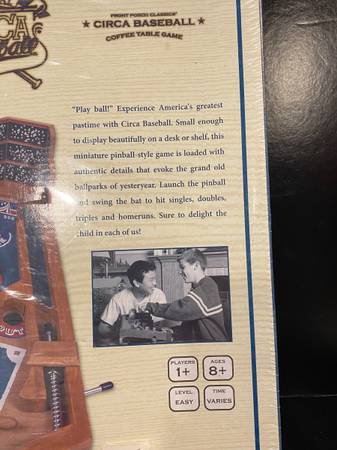 FRONT PORCH CLASSICS®
★ CIRCA BASEBALL ★
COFFEE TABLE GAME
"Play ball!" Experience America's greatest
pastime with Circa Baseball. Small enough
to display beautifully on a desk or shelf, this
miniature pinball-style game is loaded with
authentic details that evoke the grand old
ballparks of yesteryear. Launch the pinball
and swing the bat to hit singles, doubles,
triples and homeruns. Sure to delight the
child in each of us!
PLAYERS
1+
AGES
8+
LEVEL
EASY
TIME
VARIES
OUT